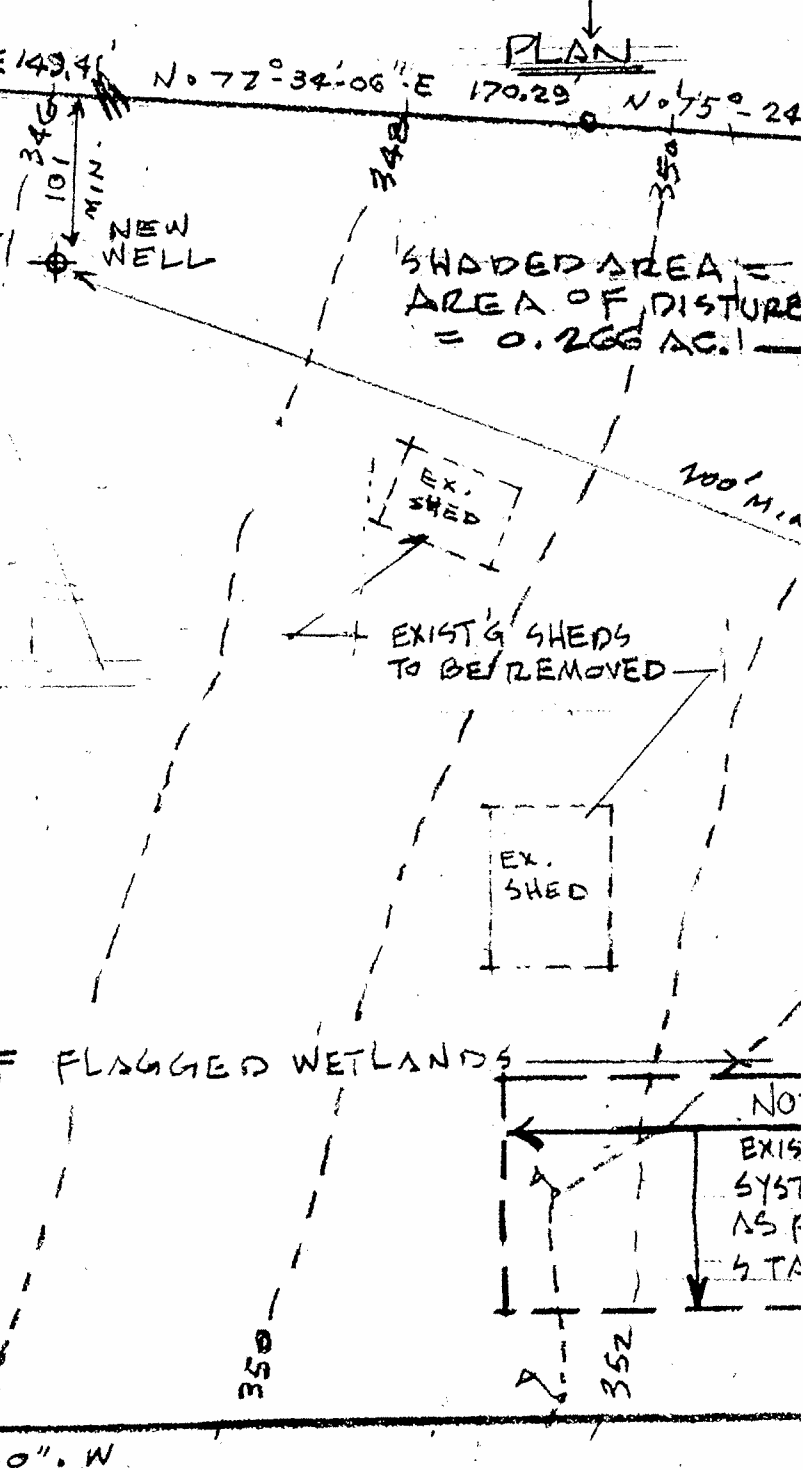 PLAN
E 149.41'
N. 72°-34'-06" E
170.29'
N. 75°-24
346
348
350
101
MIN.
NEW
WELL
SHADED AREA =
AREA OF DISTURB
= 0.266 AC.
200' MIN
EX.
SHED
EXIST'G SHEDS
TO BE REMOVED
EX.
SHED
= FLAGGED WETLANDS
NO
EXIS
SYST
AS
STA
350
352
0". W